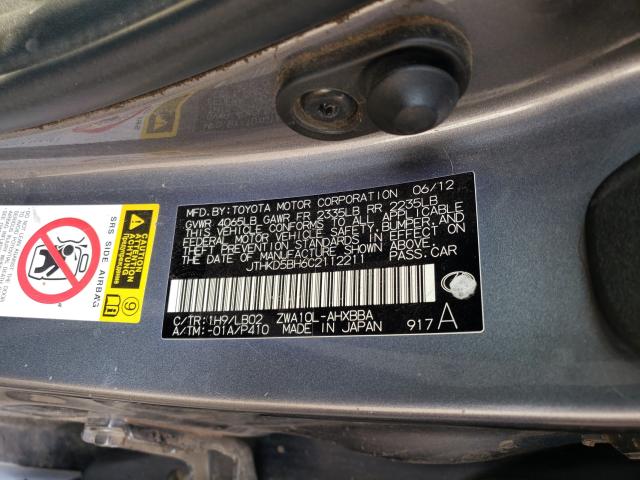 MFD. BY: TOYOTA MOTOR CORPORATION 06/12
GVWR 4065LB GAWR FR 2335LB RR 2235LB
THIS VEHICLE CONFORMS TO ALL APPLICABLE
FEDERAL MOTOR VEHICLE SAFETY, BUMPER, AND
THEFT PREVENTION STANDARDS IN EFFECT ON
THE DATE OF MANUFACTURE SHOWN ABOVE.
JTHKD5BH6C2112211 PASS. CAR
C/TR: 1H9/LB02 ZWA10L-AHXBBA
A/TM: -01A/P410 MADE IN JAPAN 917 A
SRS SIDE AIRBAG
ACHTUNG
9